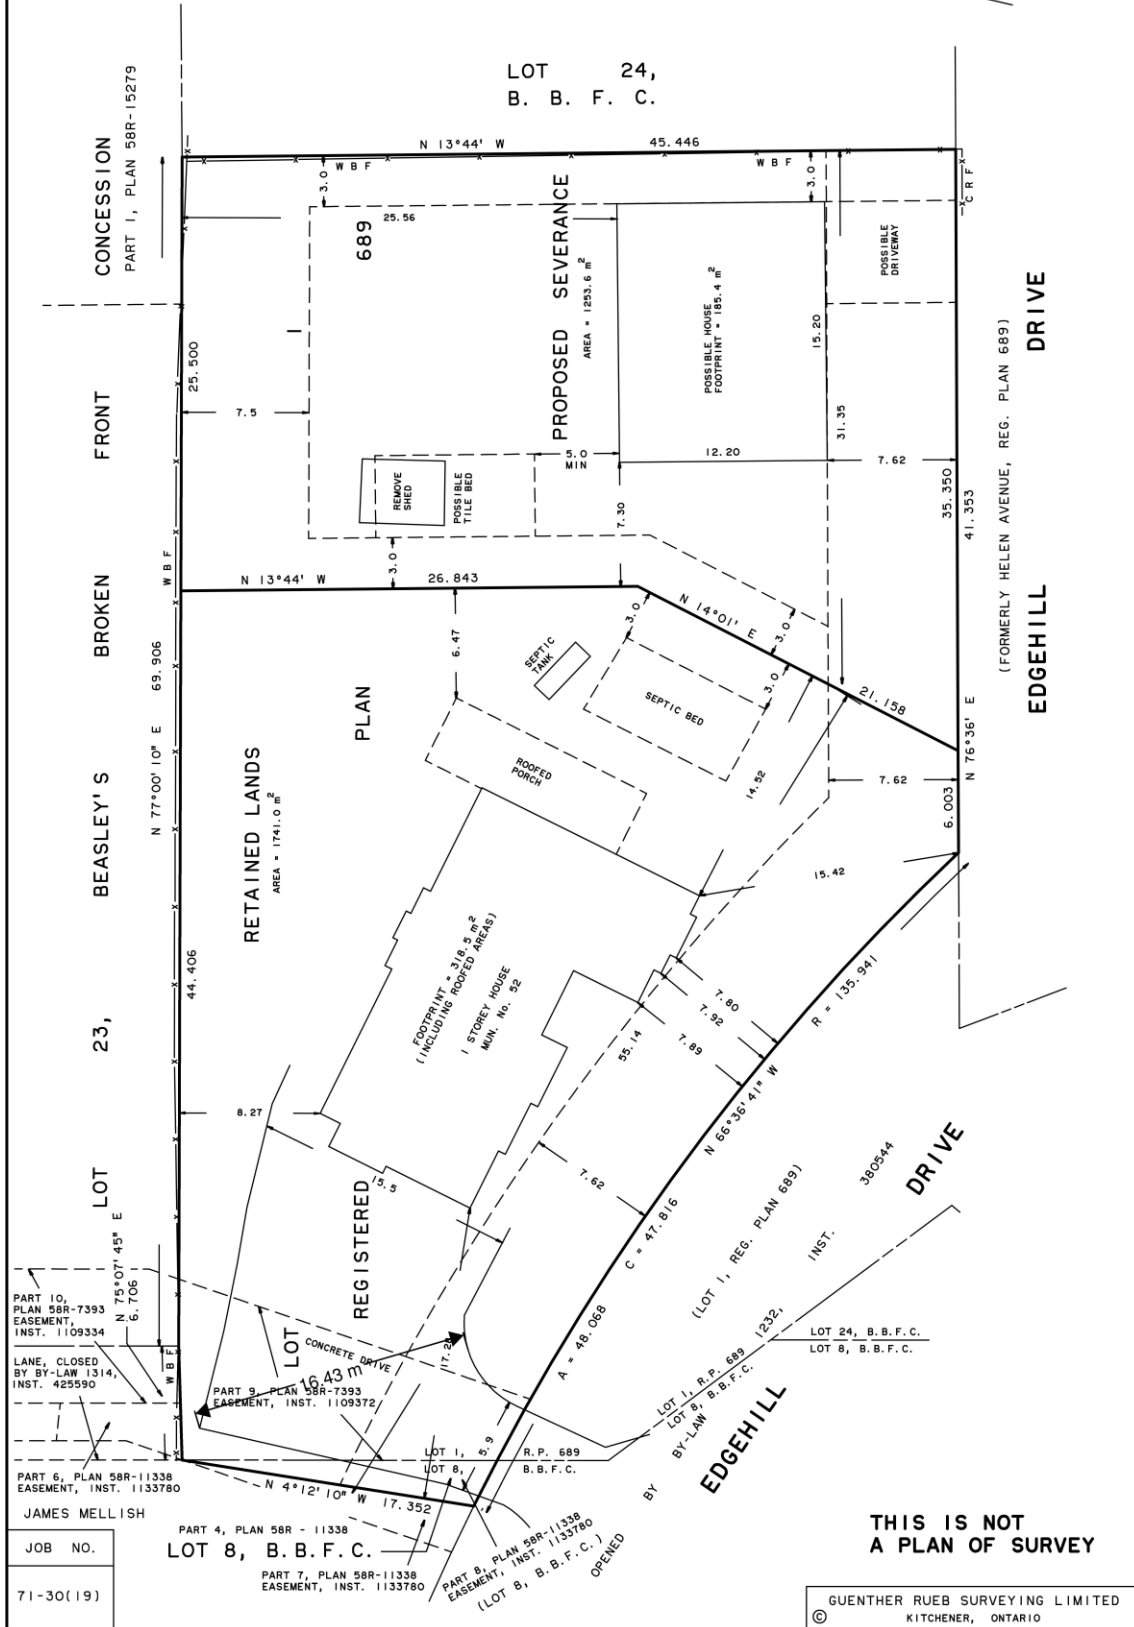 LOT 24,
B. B. F. C.
CONCESSION
PART 1, PLAN 58R-15279
N 13°44' W
45.446
W B F
W B F
C R F
3.0
3.0
25.56
689
PROPOSED SEVERANCE
AREA = 1253.6 m²
POSSIBLE HOUSE
FOOTPRINT = 185.4 m²
POSSIBLE
DRIVEWAY
15.20
31.35
12.20
25.500
7.5
I
5.0
MIN
7.30
7.62
REMOVE
SHED
POSSIBLE
TILE BED
3.0
35.350
41.353
DRIVE
(FORMERLY HELEN AVENUE, REG. PLAN 689)
EDGEHILL
FRONT
BROKEN
BEASLEY'S
23,
LOT
W B F
N 13°44' W
26.843
N 14°01' E
21.158
3.0
3.0
3.0
N 76°36' E
69.906
N 77°00'10" E
6.47
SEPTIC
TANK
SEPTIC BED
PLAN
ROOFED
PORCH
14.52
7.62
6.003
RETAINED LANDS
AREA = 1741.0 m²
15.42
FOOTPRINT = 318.5 m²
(INCLUDING ROOFED AREAS)
1 STOREY HOUSE
MUN. No. 52
44.406
7.80
7.92
7.89
55.14
R = 135.941
N 66°36'41" W
8.27
15.5
7.62
C = 47.816
A = 48.068
REGISTERED
LOT
(LOT 1, REG. PLAN 689)
380544
INST.
DRIVE
N 75°07'45" E
6.706
PART 10,
PLAN 58R-7393
EASEMENT,
INST. 1109334
LANE, CLOSED
BY BY-LAW 1314,
INST. 425590
W B F
CONCRETE DRIVE
16.43 m
17.28
PART 9, PLAN 58R-7393
EASEMENT, INST. 1109372
1232,
LOT 24, B.B.F.C.
LOT 8, B.B.F.C.
LOT 1, R.P. 689
LOT 8, B.B.F.C.
BY-LAW
BY
OPENED
EDGEHILL
5.9
LOT 1, R.P. 689
LOT 8, B.B.F.C.
N 4°12'10" W
17.352
PART 6, PLAN 58R-11338
EASEMENT, INST. 1133780
JAMES MELLISH
JOB NO.
71-30(19)
PART 4, PLAN 58R - 11338
LOT 8, B.B.F.C.
PART 7, PLAN 58R-11338
EASEMENT, INST. 1133780
PART 8, PLAN 58R-11338
EASEMENT, INST. 1133780
(LOT 8, B.B.F.C.)
THIS IS NOT
A PLAN OF SURVEY
GUENTHER RUEB SURVEYING LIMITED
© KITCHENER, ONTARIO